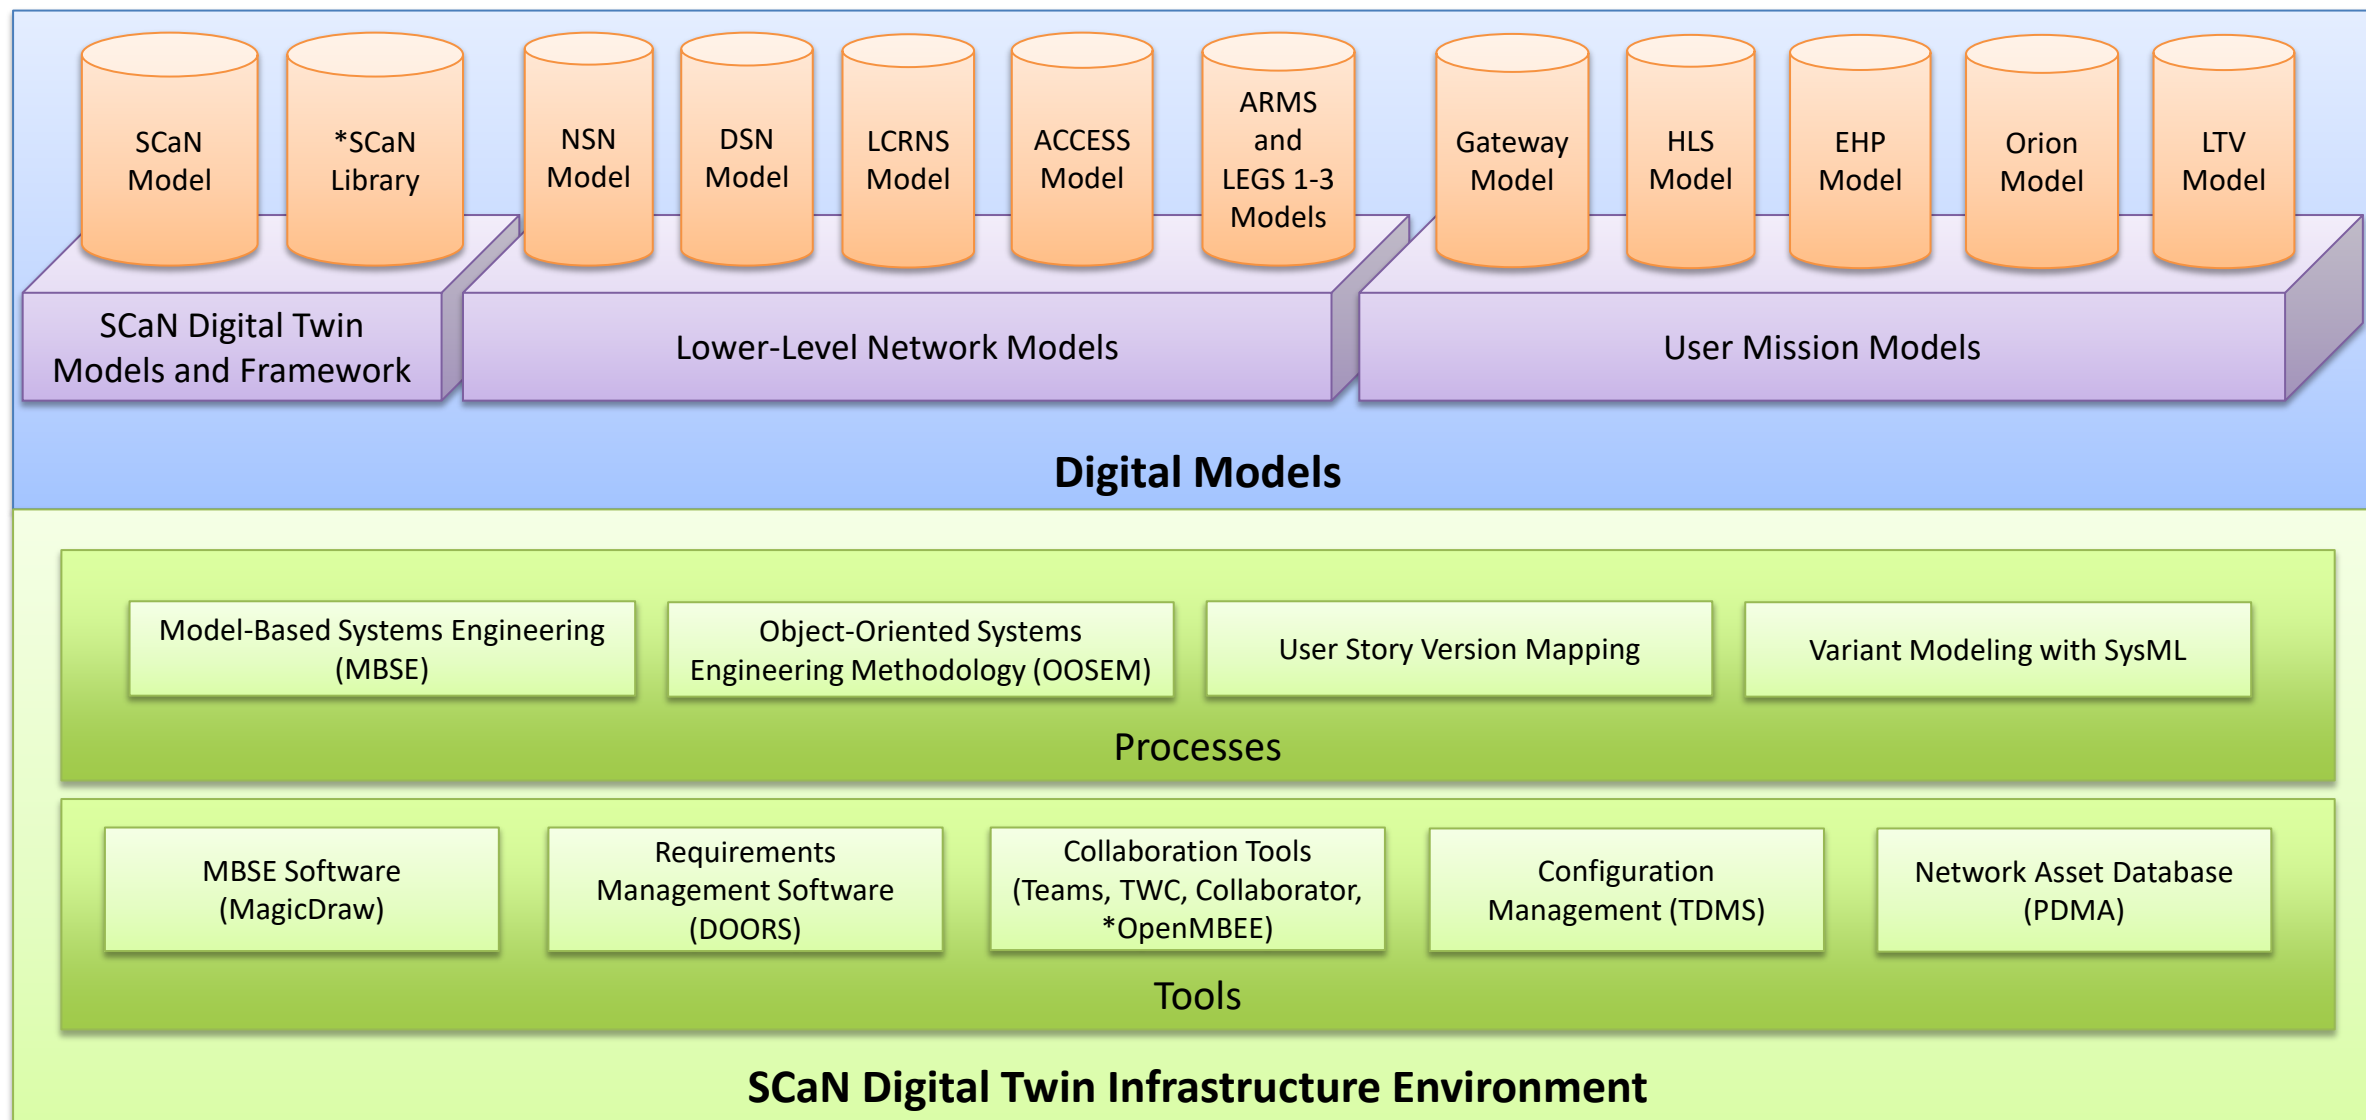 SCaN
Model
*SCaN
Library
NSN
Model
DSN
Model
LCRNS
Model
ACCESS
Model
ARMS
and
LEGS 1-3
Models
Gateway
Model
HLS
Model
EHP
Model
Orion
Model
LTV
Model
SCaN Digital Twin
Models and Framework
Lower-Level Network Models
User Mission Models
Digital Models
Model-Based Systems Engineering
(MBSE)
Object-Oriented Systems
Engineering Methodology (OOSEM)
User Story Version Mapping
Variant Modeling with SysML
Processes
MBSE Software
(MagicDraw)
Requirements
Management Software
(DOORS)
Collaboration Tools
(Teams, TWC, Collaborator,
*OpenMBEE)
Configuration
Management (TDMS)
Network Asset Database
(PDMA)
Tools
SCaN Digital Twin Infrastructure Environment